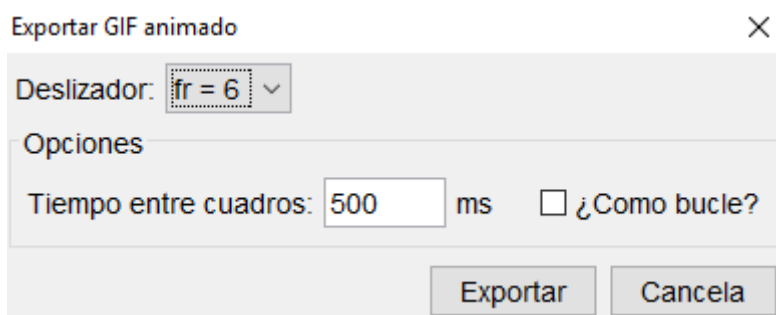 Exportar GIF animado
Deslizador: fr = 6
Opciones
Tiempo entre cuadros: 500 ms ¿Como bucle?
Exportar Cancela